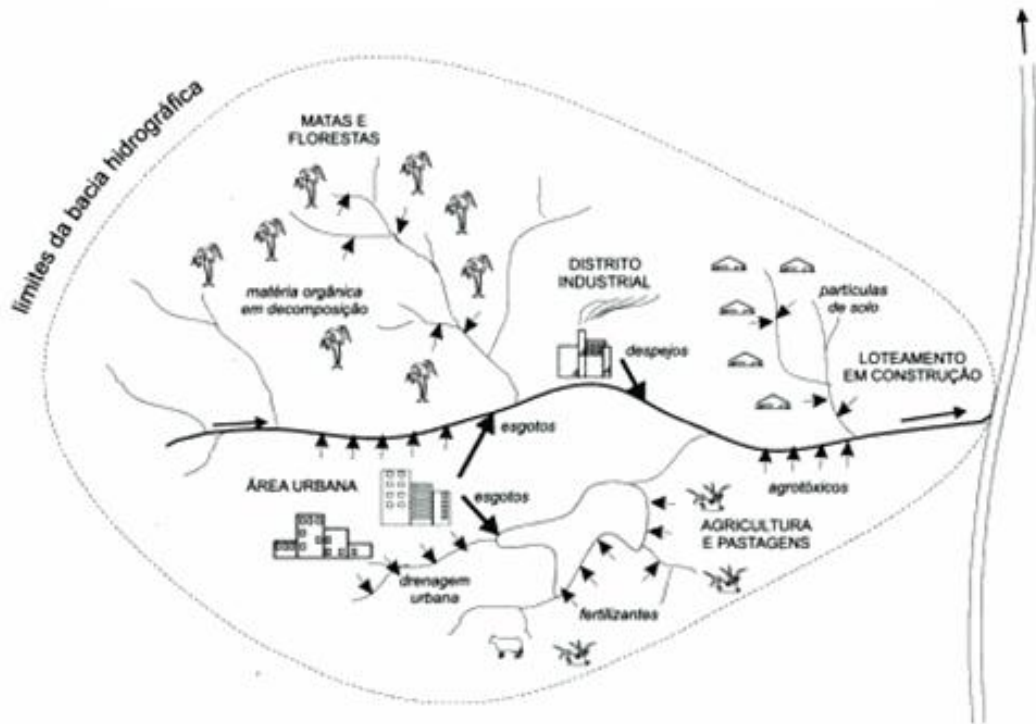 limites da bacia hidrográfica
MATAS E
FLORESTAS
matéria orgânica
em decomposição
DISTRITO
INDUSTRIAL
despejos
partículas
de solo
LOTEAMENTO
EM CONSTRUÇÃO
esgotos
ÁREA URBANA
esgotos
agrotóxicos
AGRICULTURA
E PASTAGENS
drenagem
urbana
fertilizantes